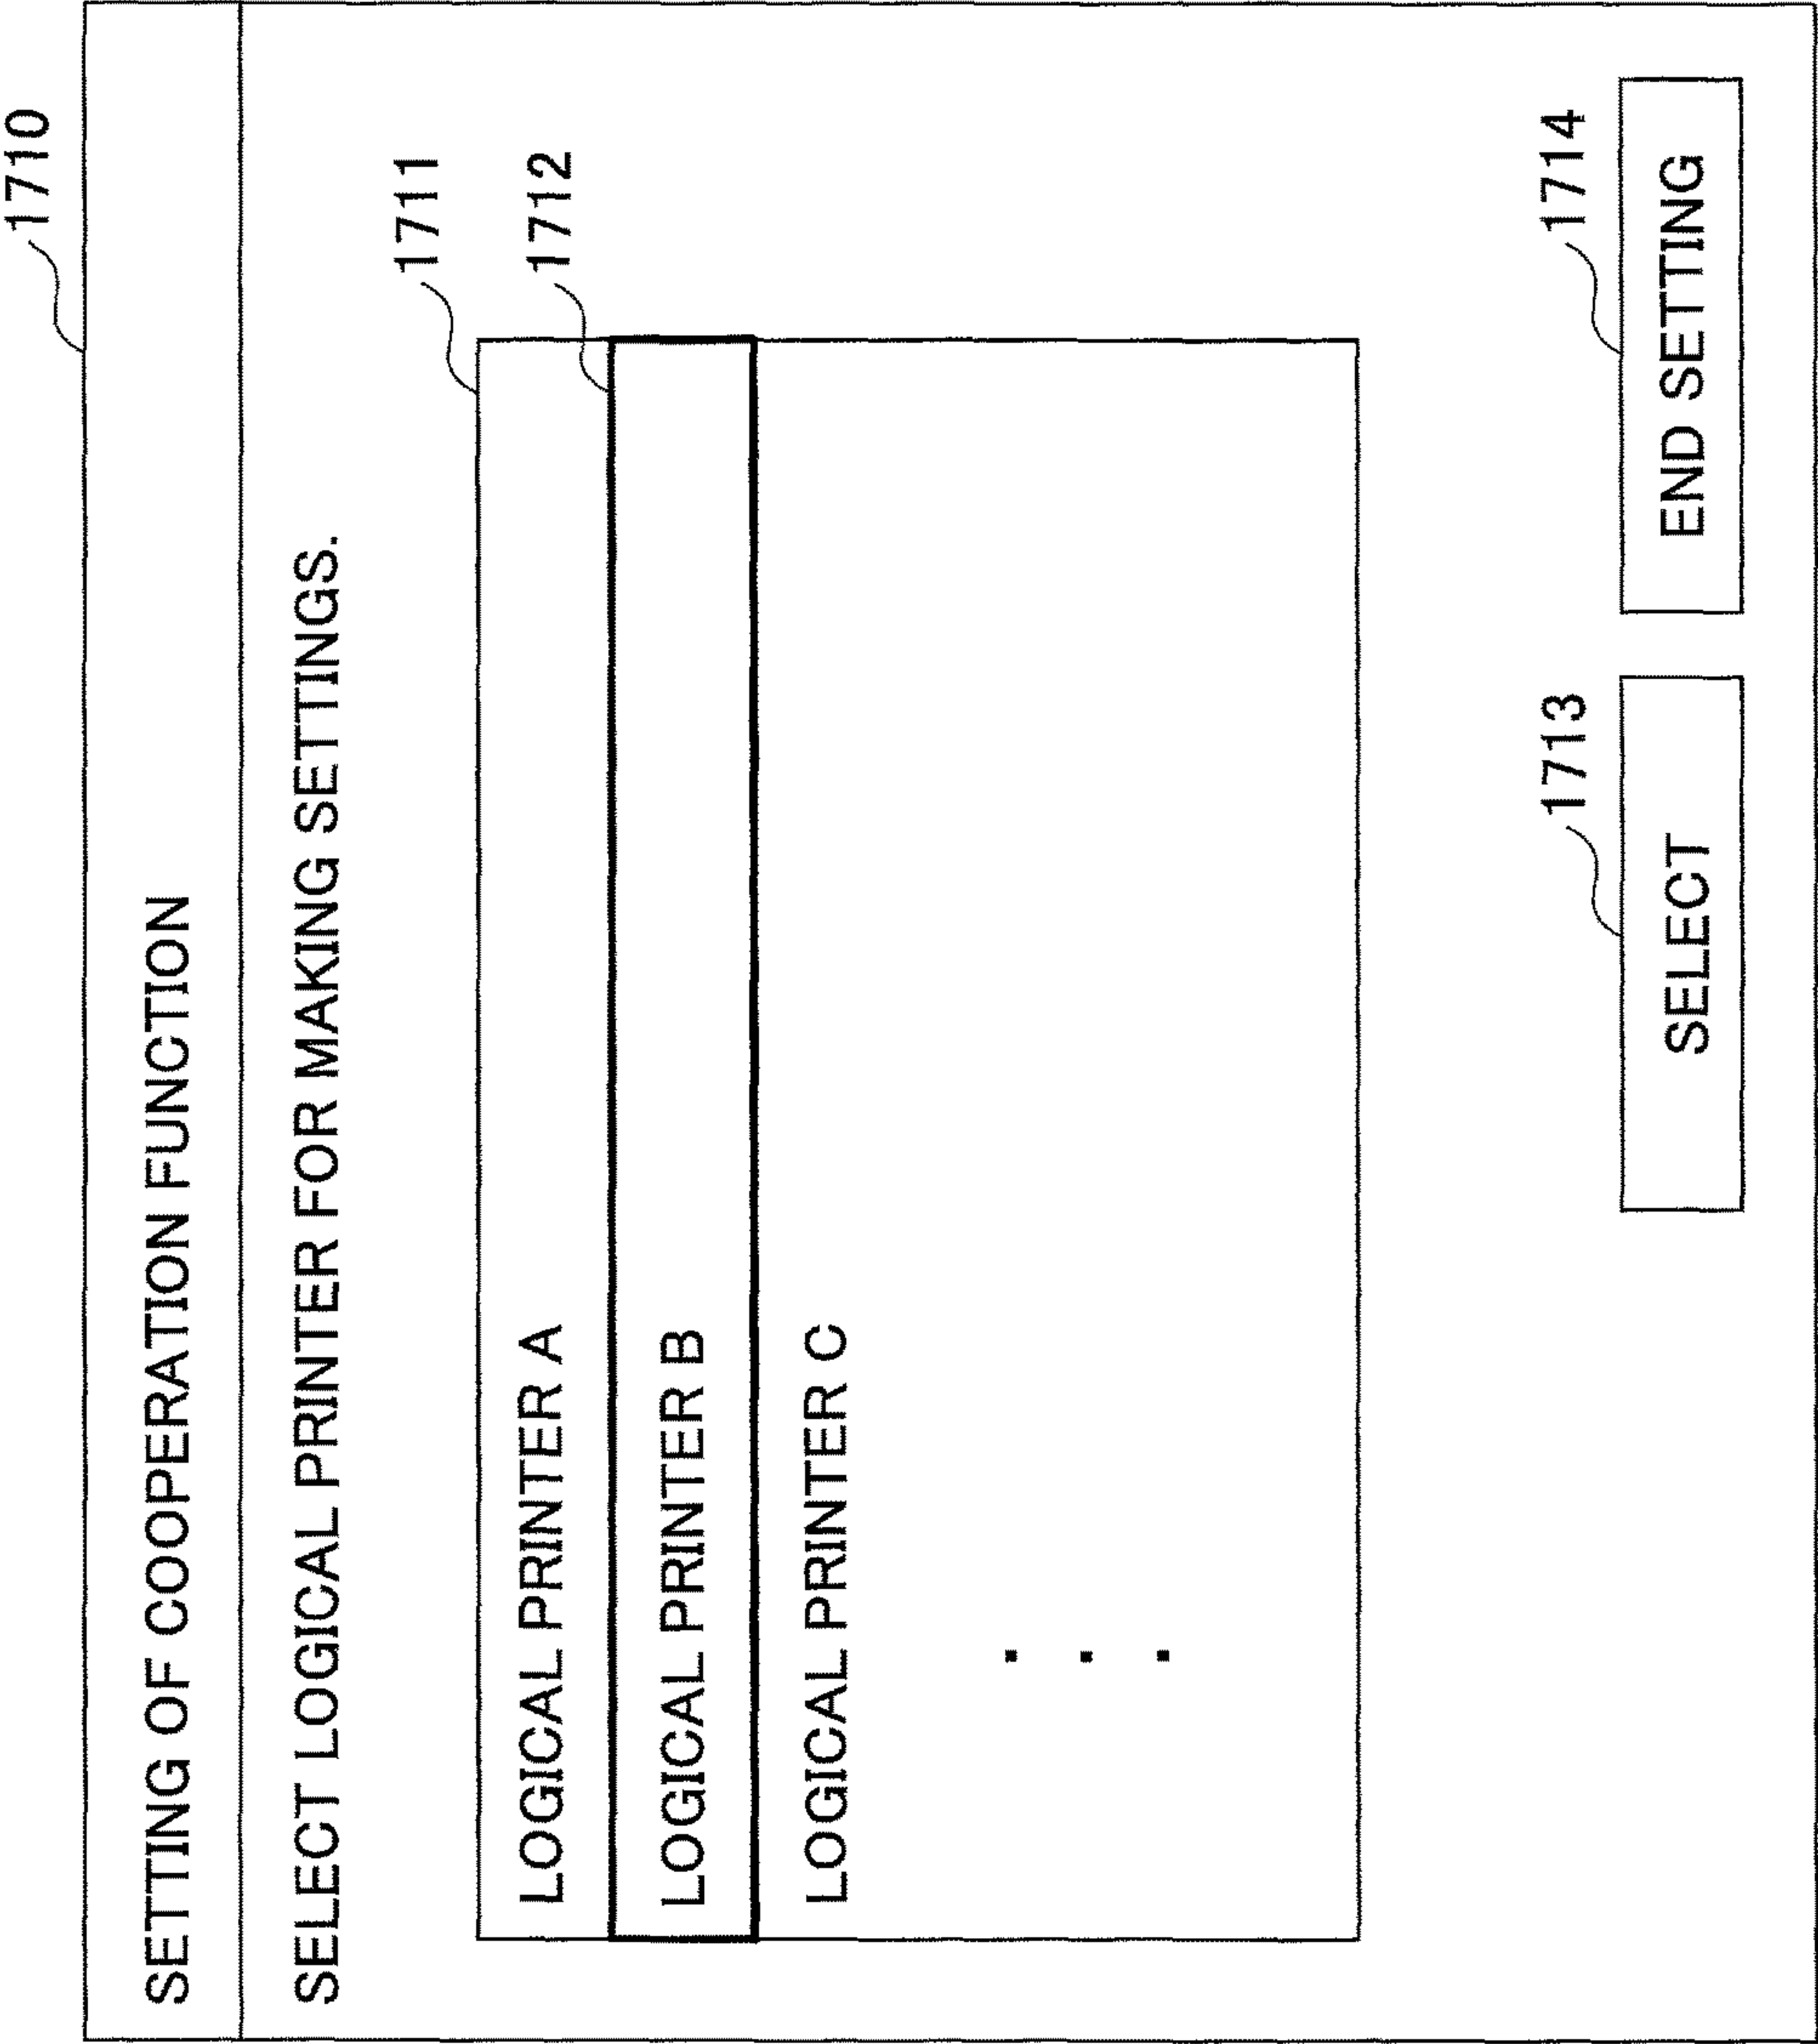 1710
SETTING OF COOPERATION FUNCTION
SELECT LOGICAL PRINTER FOR MAKING SETTINGS.
1711
LOGICAL PRINTER A
1712
LOGICAL PRINTER B
LOGICAL PRINTER C
. . .
1713
SELECT
1714
END SETTING